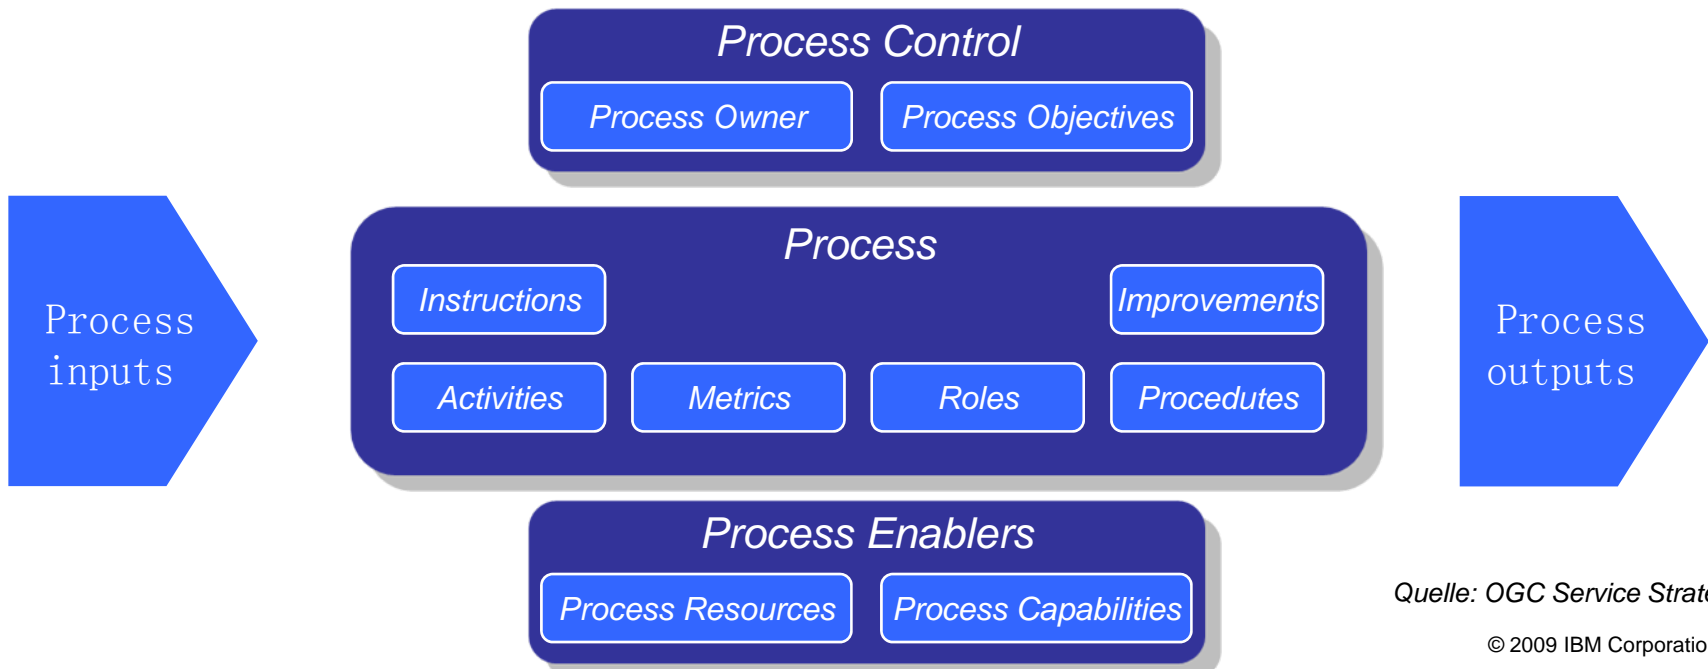 Process Control
Process Owner
Process Objectives
Process
inputs
Process
Instructions
Improvements
Activities
Metrics
Roles
Procedutes
Process
outputs
Process Enablers
Process Resources
Process Capabilities
Quelle: OGC Service Strate
© 2009 IBM Corporatio